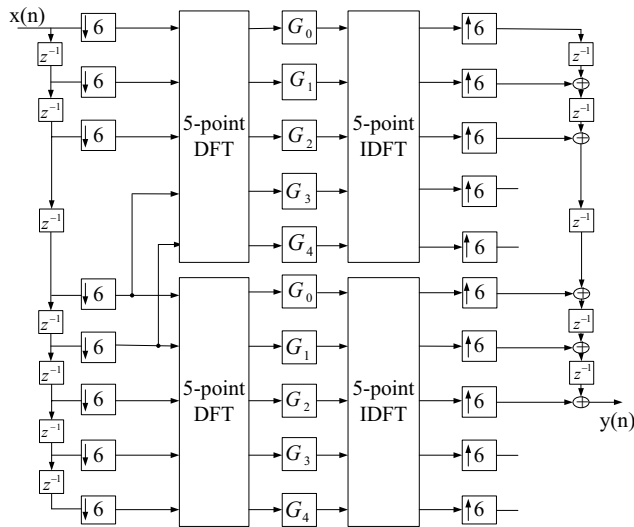 x(n)
↓6 5-point DFT G₀ 5-point IDFT ↑6
z⁻¹ z⁻¹
↓6 G₁ ↑6
z⁻¹ z⁻¹
↓6 G₂ ↑6
G₃ ↑6
z⁻¹ z⁻¹
G₄ ↑6
↓6 5-point DFT G₀ 5-point IDFT ↑6
z⁻¹ z⁻¹
↓6 G₁ ↑6
z⁻¹ z⁻¹
↓6 G₂ ↑6
y(n)
z⁻¹
↓6 G₃ ↑6
z⁻¹
↓6 G₄ ↑6